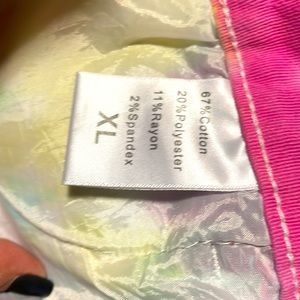 67%Cotton
20%Polyester
11%Rayon
2%Spandex
XL